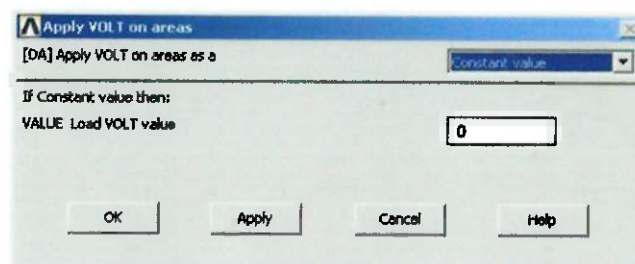 Apply VOLT on areas
[DA] Apply VOLT on areas as a Constant value
If Constant value then:
VALUE Load VOLT value 0
OK Apply Cancel Help